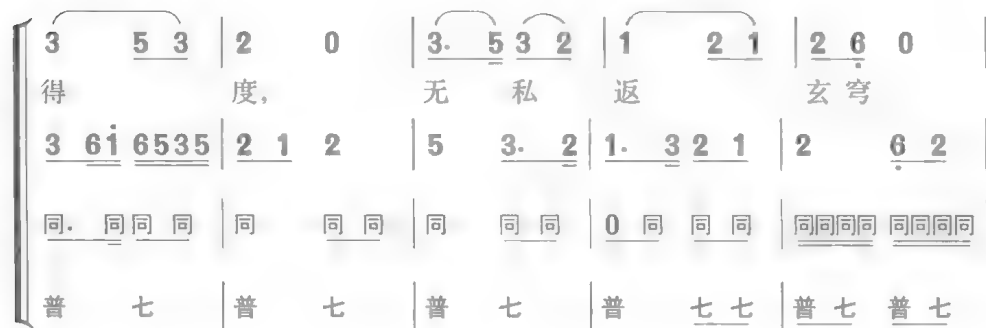 3 5 3 | 2 0 | 3. 5 3 2 | 1 2 1 | 2 6 0 |
得 度， 无 私 返 玄 穹
3 6 1 6 5 3 5 | 2 1 2 | 5 3. 2 | 1. 3 2 1 | 2 6 2 |
同. 同 同 同 | 同 同 同 | 同 同 同 | 0 同 同 同 | 同 同 同 同 同 同 同 同
普 七 | 普 七 | 普 七 | 普 七 七 | 普 七 普 七 |